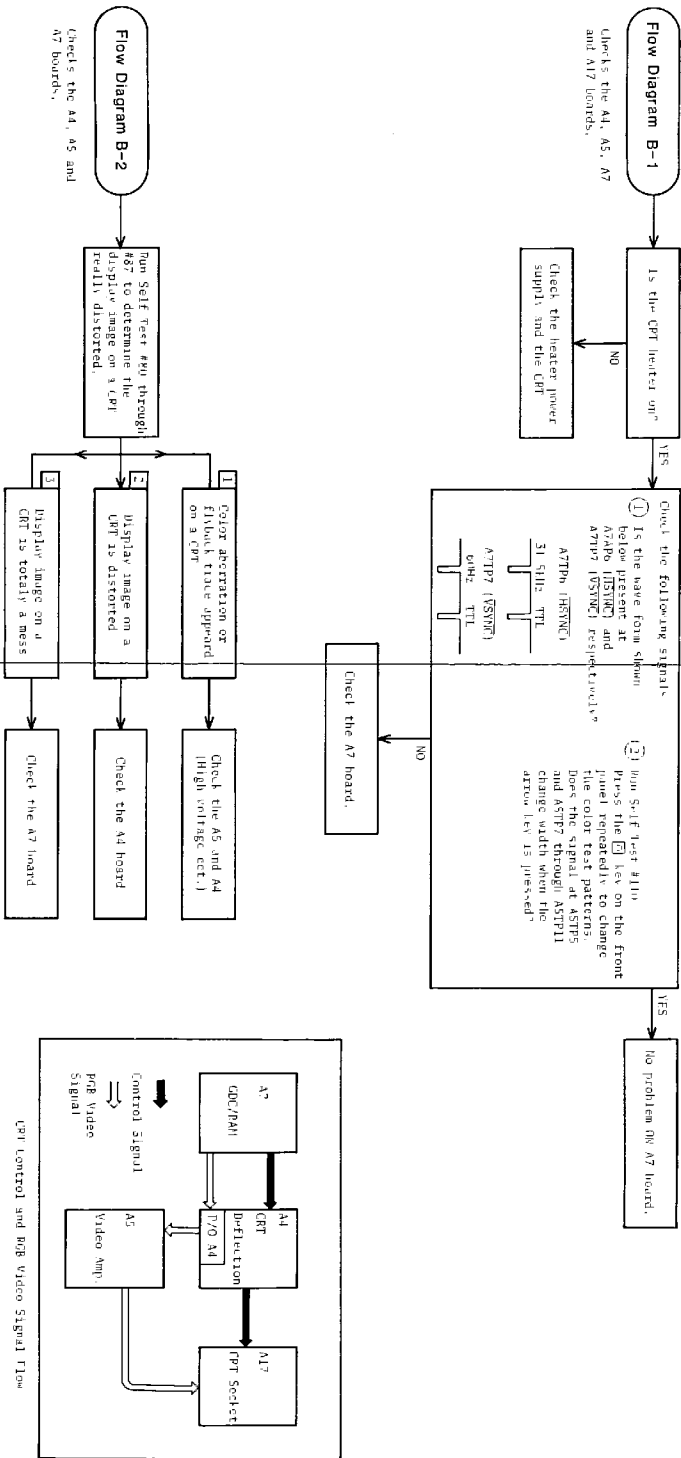 Flow Diagram B-1
Checks the A4, A5, A7
and A17 boards.
Is the CRT heater on?
NO
Check the heater power
supply and the CRT
YES
Check the following signals
(1) Is the wave form shown
below present at
A7AP6 (HSYNC) and
A7TP7 (VSYNC) respectively?
A7TP6 (HSYNC)
31.5kHz TTL
A7TP7 (VSYNC)
60Hz TTL
(2) Run Self Test #110
Press the key on the front
panel repeatedly to change
the color test patterns.
Does the signal at A5TP5
and A5TP7 through A5TP11
change width when the
arrow key is pressed?
NO
Check the A7 board.
YES
No problem ON A7 board.
Flow Diagram B-2
Checks the A4, A5 and
A7 boards.
Run Self Test #80 through
#87 to determine the
display image on a CRT
really distorted.
1
Color aberration or
flyback trace appeard
on a CRT
Check the A5 and A4
(High voltage ect.)
2
Display image on a
CRT is distorted
Check the A4 board
3
Display image on a
CRT is totaly a mess
Check the A7 board
A7
GDC/RAM
A4
CRT
Deflection
P/O A4
A17
CRT Socket
A5
Video Amp.
Control Signal
RGB Video
Signal
CRT Control and RGB Video Signal Flow